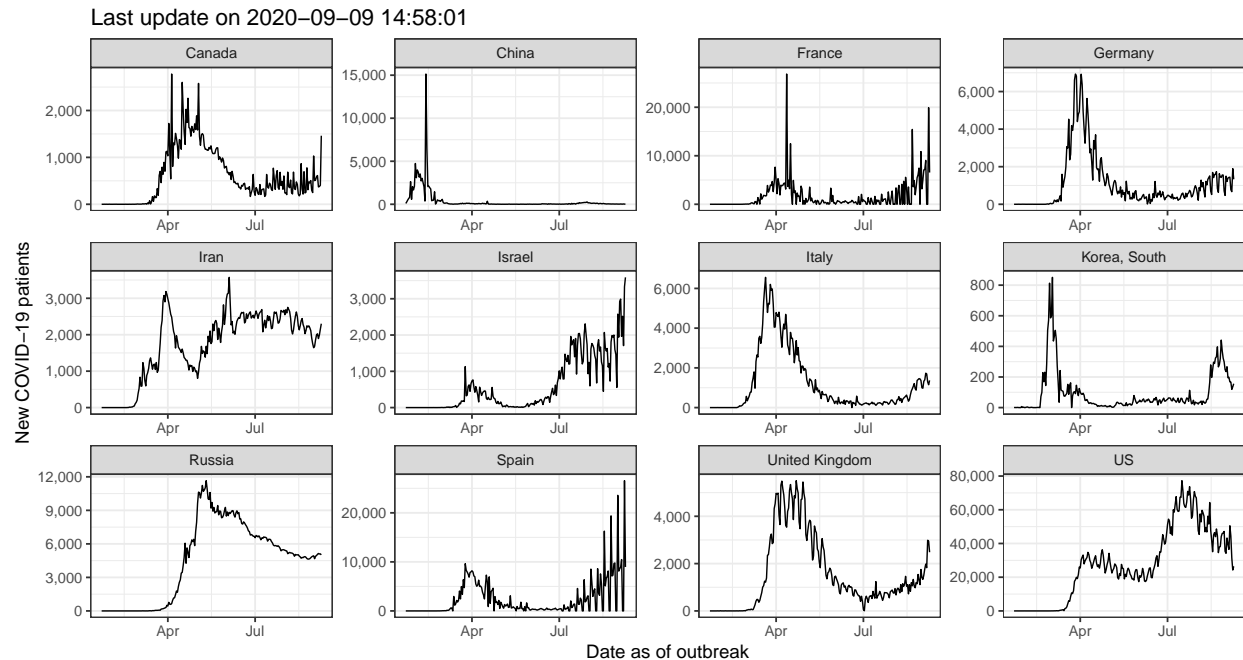 Last update on 2020−09−09 14:58:01
Canada
China
France
Germany
2,000
1,000
0
15,000
10,000
5,000
0
20,000
10,000
0
6,000
4,000
2,000
0
Apr
Jul
Apr
Jul
Apr
Jul
Apr
Jul
New COVID−19 patients
Iran
Israel
Italy
Korea, South
3,000
2,000
1,000
0
3,000
2,000
1,000
0
6,000
4,000
2,000
0
800
600
400
200
0
Apr
Jul
Apr
Jul
Apr
Jul
Apr
Jul
Russia
Spain
United Kingdom
US
12,000
9,000
6,000
3,000
0
20,000
10,000
0
4,000
2,000
0
80,000
60,000
40,000
20,000
0
Apr
Jul
Apr
Jul
Apr
Jul
Apr
Jul
Date as of outbreak